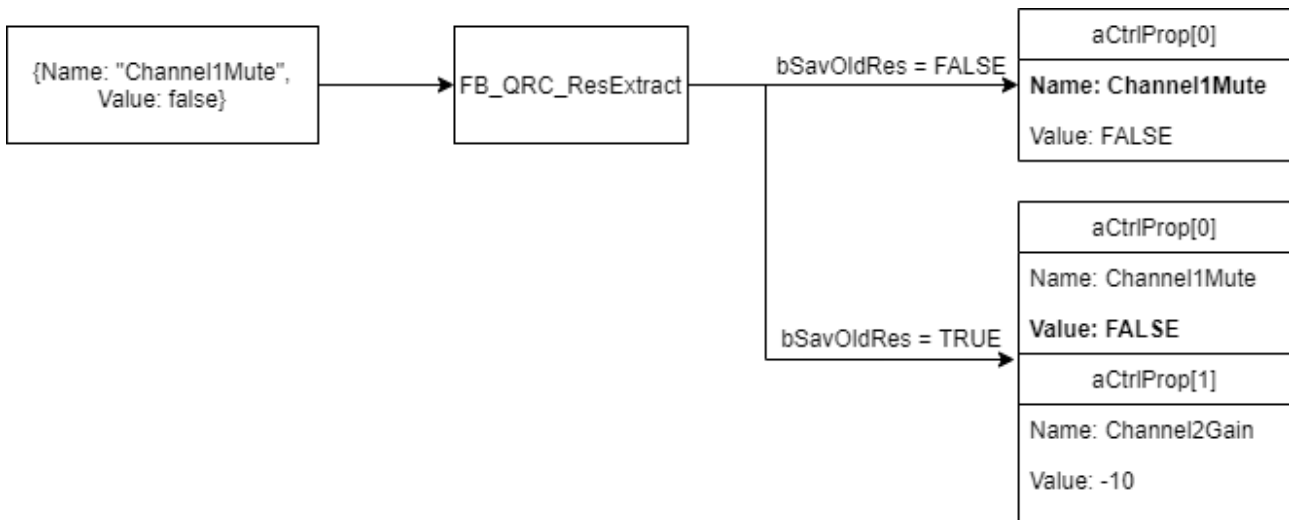 {Name: "Channel1Mute",
Value: false}
FB_QRC_ResExtract
bSavOldRes = FALSE
aCtrlProp[0]
Name: Channel1Mute
Value: FALSE
bSavOldRes = TRUE
aCtrlProp[0]
Name: Channel1Mute
Value: FALSE
aCtrlProp[1]
Name: Channel2Gain
Value: -10